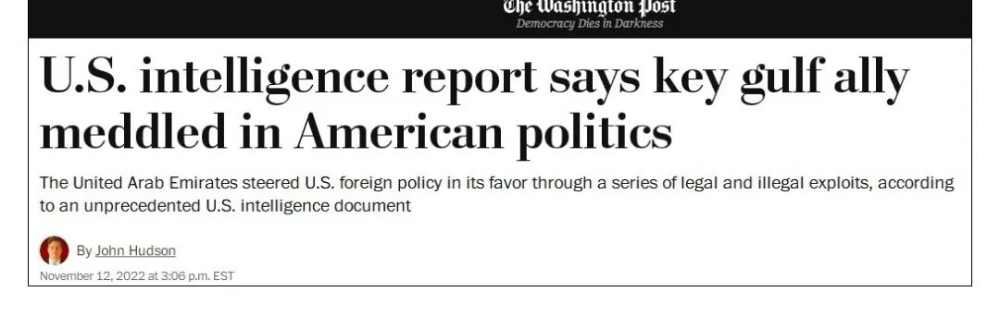 The Washington Post
Democracy Dies in Darkness
U.S. intelligence report says key gulf ally
meddled in American politics
The United Arab Emirates steered U.S. foreign policy in its favor through a series of legal and illegal exploits, according
to an unprecedented U.S. intelligence document
By John Hudson
November 12, 2022 at 3:06 p.m. EST